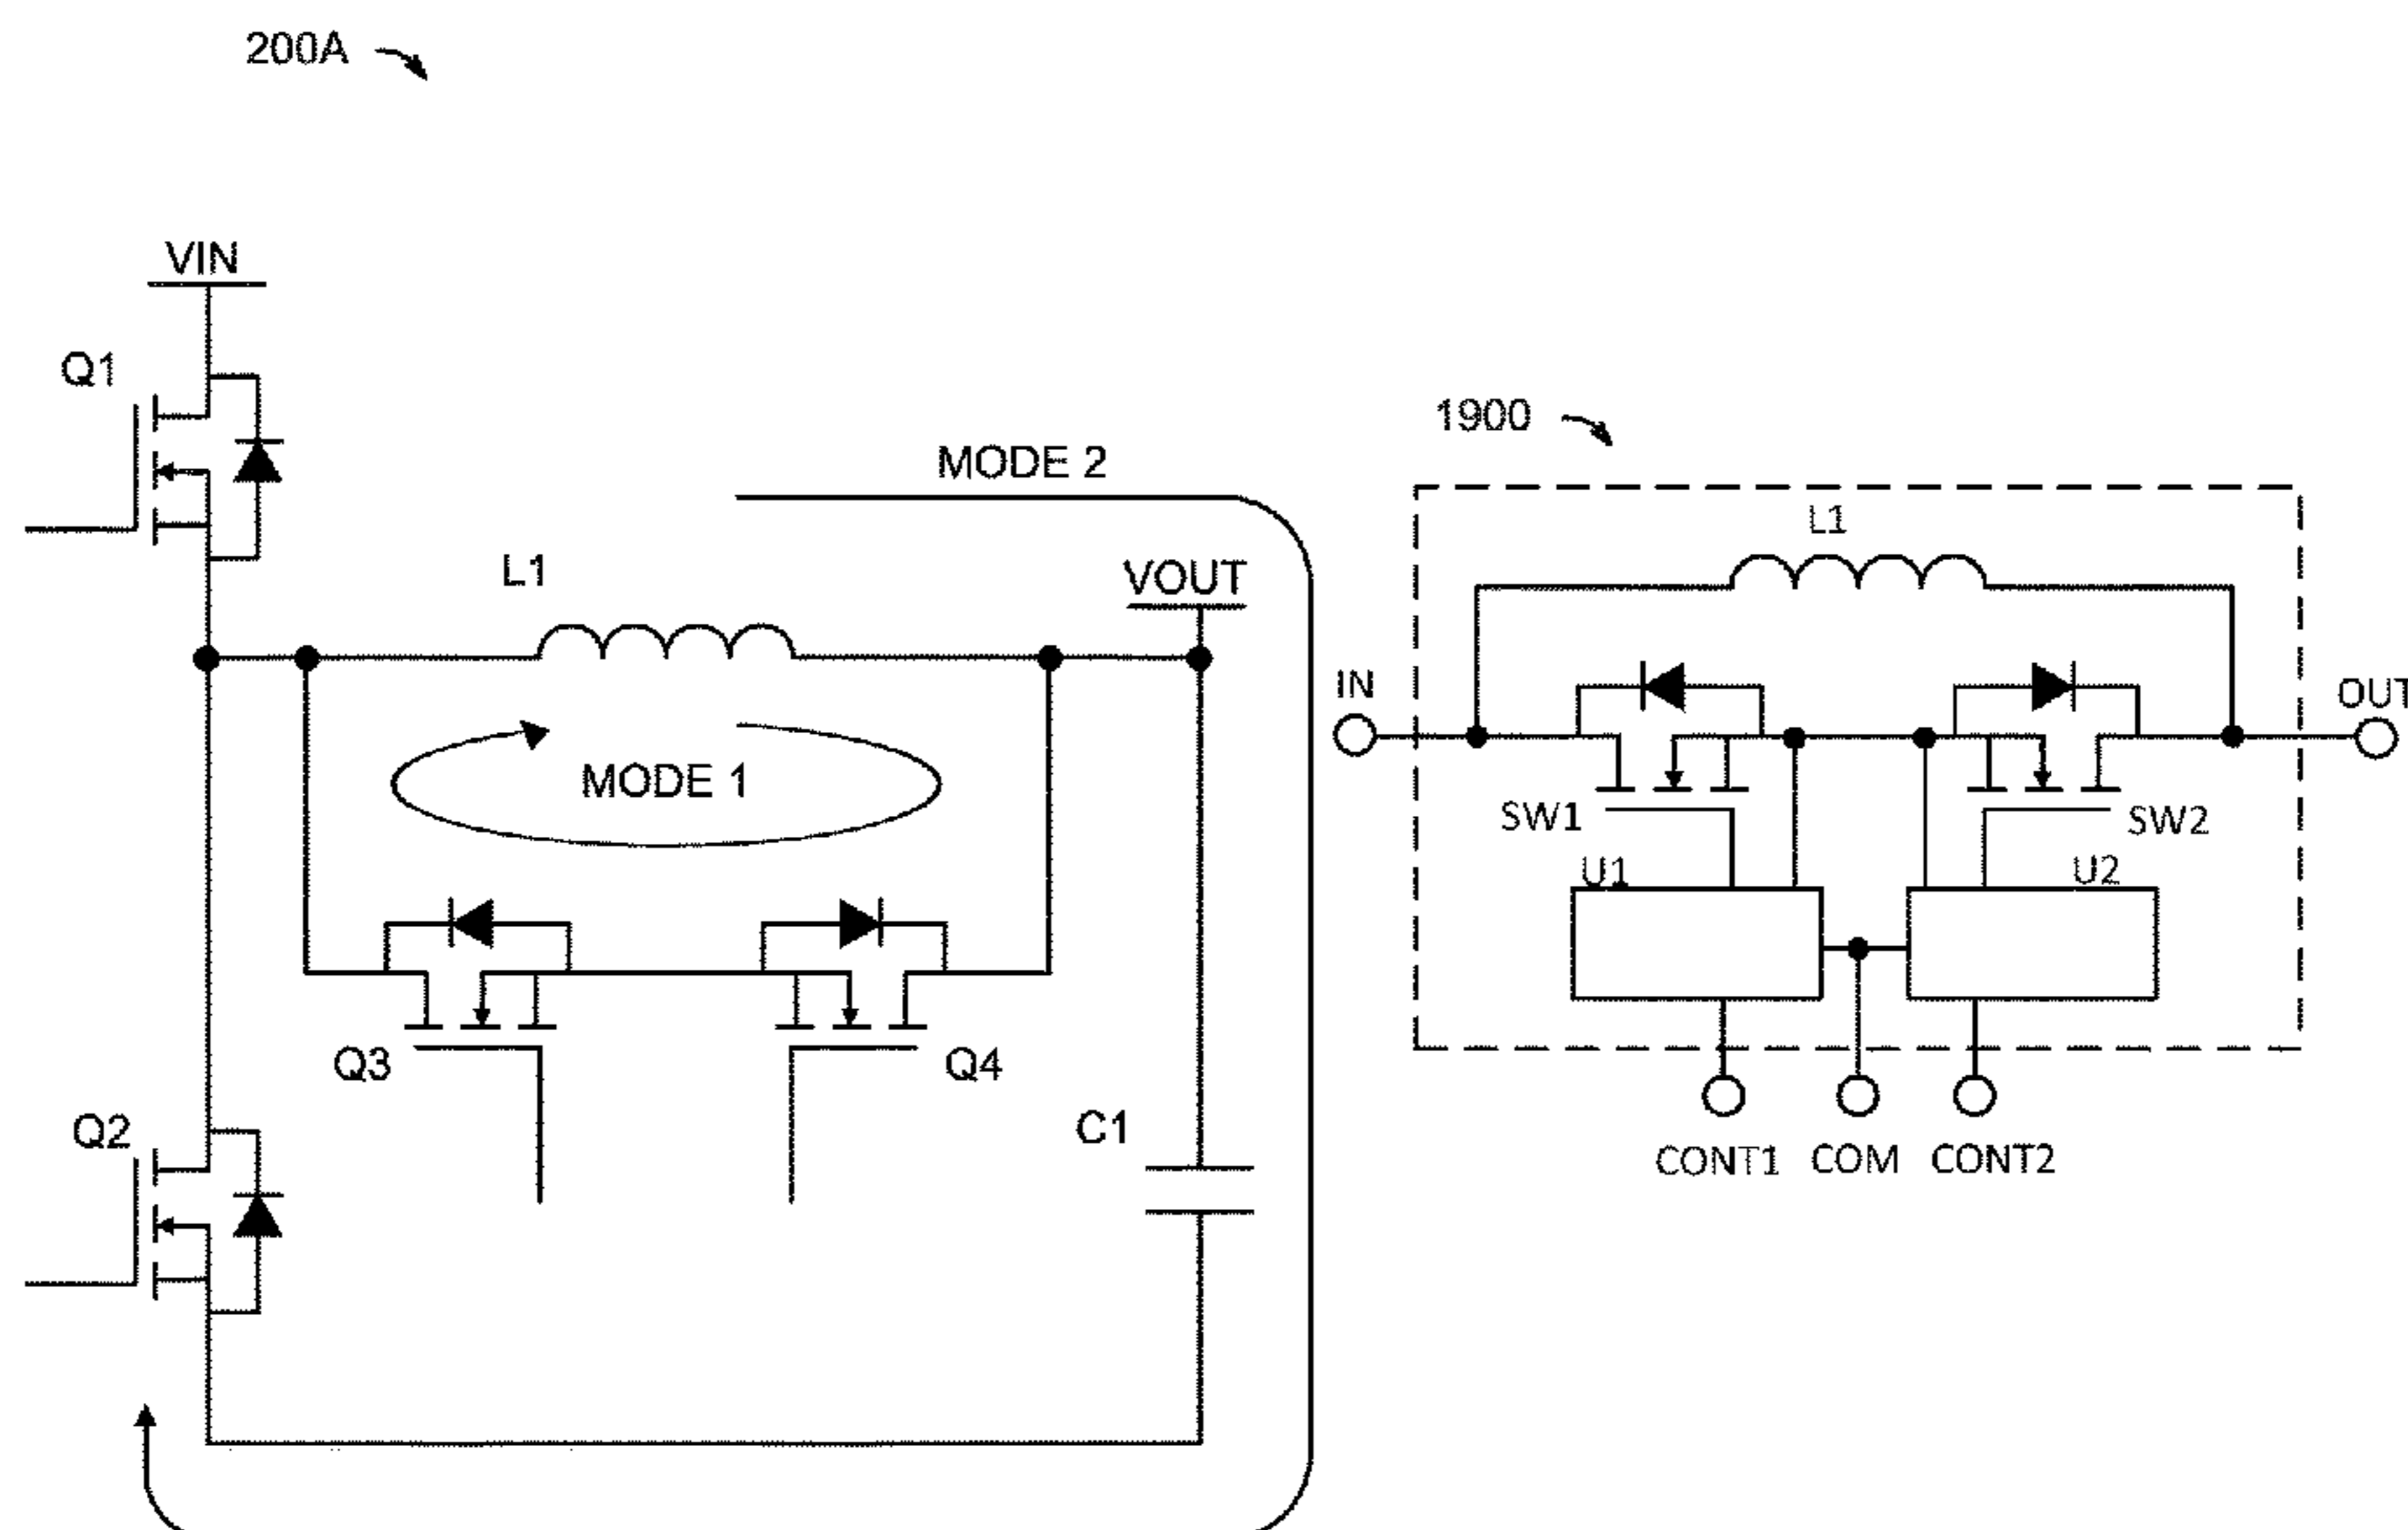 200A
VIN
Q1
MODE 2
L1
VOUT
MODE 1
Q3
Q4
Q2
C1
1900
L1
IN
OUT
SW1
SW2
U1
U2
CONT1
COM
CONT2